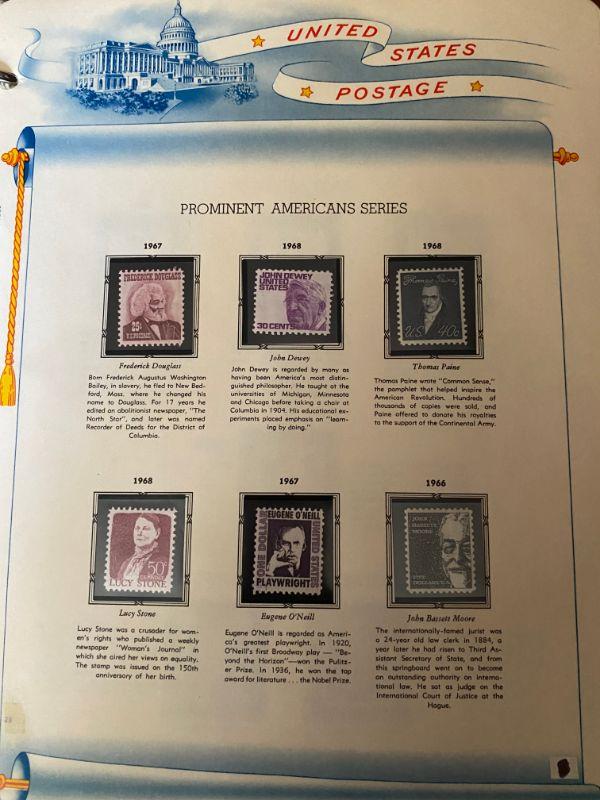 UNITED STATES
POSTAGE
PROMINENT AMERICANS SERIES
1967
FREDERICK DOUGLASS
25¢
U.S. POSTAGE
Frederick Douglass
Born Frederick Augustus Washington
Bailey, in slavery, he fled to New Bed-
ford, Mass. where he changed his
name to Douglass. For 17 years he
edited an abolitionist newspaper, "The
North Star", and later was named
Recorder of Deeds for the District of
Columbia.
1968
JOHN DEWEY
UNITED
STATES
30 CENTS
John Dewey
John Dewey is regarded by many as
having been America's most distin-
guished philosopher. He taught at the
universities of Michigan, Minnesota
and Chicago before taking a chair at
Columbia in 1904. His educational ex-
periments placed emphasis on "learn-
ing by doing."
1968
Thomas Paine
US 40c
Thomas Paine
Thomas Paine wrote "Common Sense,"
the pamphlet that helped inspire the
American Revolution. Hundreds of
thousands of copies were sold, and
Paine offered to donate his royalties
to the support of the Continental Army.
1968
50¢
LUCY STONE
Lucy Stone
Lucy Stone was a crusader for wom-
en's rights who published a weekly
newspaper "Woman's Journal" in
which she aired her views on equality.
The stamp was issued on the 150th
anniversary of her birth.
1967
EUGENE O'NEILL
ONE DOLLAR
UNITED STATES
PLAYWRIGHT
Eugene O'Neill
Eugene O'Neill is regarded as Ameri-
ca's greatest playwright. In 1920,
O'Neill's first Broadway play — "Be-
yond the Horizon"—won the Pulitz-
er Prize. In 1936, he won the top
award for literature . . . the Nobel Prize.
1966
JOHN
BASSETT
MOORE
John Bassett Moore
The internationally-famed jurist was
a 24-year old law clerk in 1884, a
year later he had risen to Third As-
sistant Secretary of State, and from
this springboard went on to become
an outstanding authority on interna-
tional law. He sat as judge on the
International Court of Justice at the
Hague.